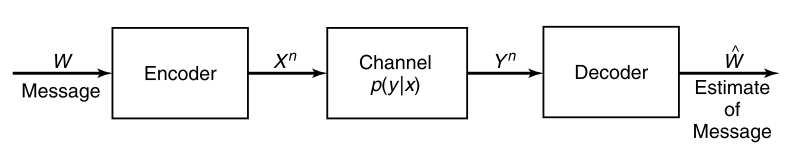 W
Message
Encoder
Xⁿ
Channel
p(y|x)
Yⁿ
Decoder
Ŵ
Estimate
of
Message